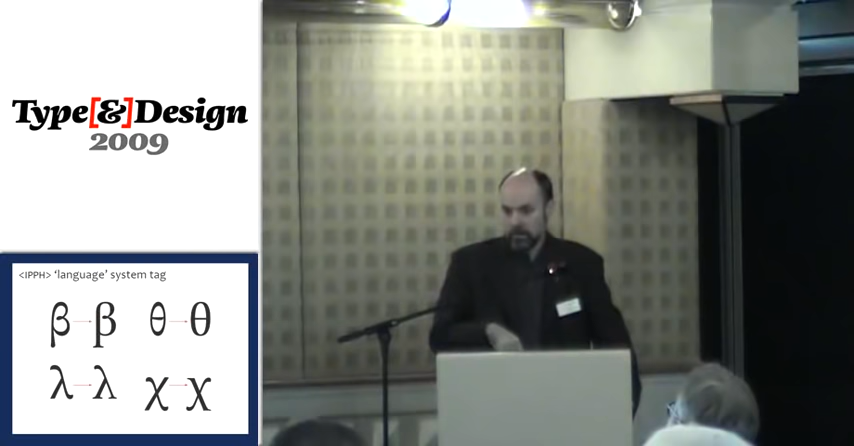 Type[&]Design
2009
<IPPH> ‘language’ system tag
β → β θ → θ
λ → λ χ → χ